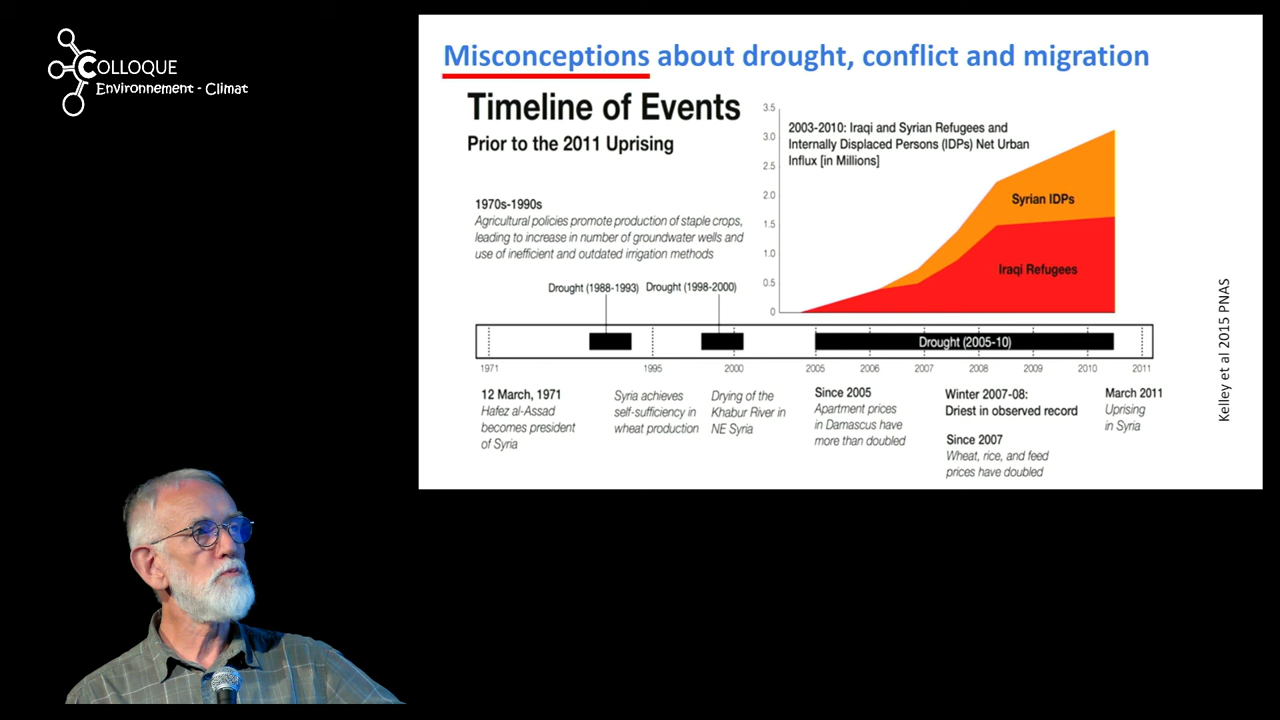 COLLOQUE
Environnement - Climat
Misconceptions about drought, conflict and migration
Timeline of Events
Prior to the 2011 Uprising
3.5
3.0
2.5
2.0
1.5
1.0
0.5
0
2003-2010: Iraqi and Syrian Refugees and
Internally Displaced Persons (IDPs) Net Urban
Influx [in Millions]
Syrian IDPs
Iraqi Refugees
1970s-1990s
Agricultural policies promote production of staple crops,
leading to increase in number of groundwater wells and
use of inefficient and outdated irrigation methods
Drought (1988-1993)
Drought (1998-2000)
Drought (2005-10)
1971
1995
2000
2005
2006
2007
2008
2009
2010
2011
12 March, 1971
Hafez al-Assad
becomes president
of Syria
Syria achieves
self-sufficiency in
wheat production
Drying of the
Khabur River in
NE Syria
Since 2005
Apartment prices
in Damascus have
more than doubled
Winter 2007-08:
Driest in observed record
Since 2007
Wheat, rice, and feed
prices have doubled
March 2011
Uprising
in Syria
Kelley et al 2015 PNAS